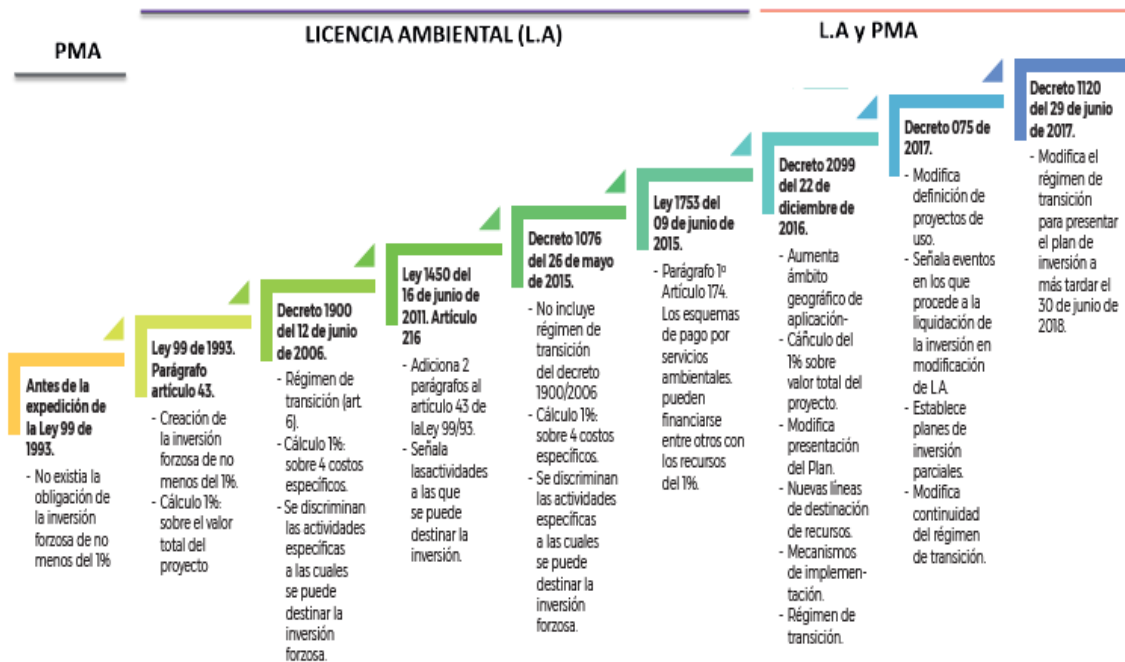 PMA
LICENCIA AMBIENTAL (L.A)
L.A y PMA
Antes de la
expedición de
la Ley 99 de
1993.
- No existia la
obligación de
la inversión
forzosa de no
menos del 1%
Ley 99 de 1993.
Parágrafo
artículo 43.
- Creación de
la inversión
forzosa de no
menos del 1%.
- Cálculo 1%:
sobre el valor
total del
proyecto
Decreto 1900
del 12 de junio
de 2006.
- Régimen de
transición (art.
6).
- Cálculo 1%:
sobre 4 costos
específicos.
- Se discriminan
las actividades
específicas
a las cuales
se puede
destinar la
inversión
forzosa.
Ley 1450 del
16 de junio de
2011. Artículo
216
- Adiciona 2
parágrafos al
artículo 43 de
laLey 99/93.
- Señala
lasactividades
a las que
se puede
destinar la
inversión.
Decreto 1076
del 26 de mayo
de 2015.
- No incluye
régimen de
transición
del decreto
1900/2006
- Cálculo 1%:
sobre 4 costos
específicos.
- Se discriminan
las actividades
específicas
a las cuales
se puede
destinar la
inversión
forzosa.
Ley 1753 del
09 de junio de
2015.
- Parágrafo 1º
Artículo 174.
Los esquemas
de pago por
servicios
ambientales.
pueden
financiarse
entre otros con
los recursos
del 1%.
Decreto 2099
del 22 de
diciembre de
2016.
- Aumenta
ámbito
geográfico de
aplicación-
- Cáñculo del
1% sobre
valor total del
proyecto.
- Modifica
presentación
del Plan.
- Nuevas líneas
de destinación
de recursos.
- Mecanismos
de implemen-
tación.
- Régimen de
transición.
Decreto 075 de
2017.
- Modifica
definición de
proyectos de
uso.
- Señala eventos
en los que
procede a la
liquidación de
la inversión en
modificación
de L.A.
- Establece
planes de
inversión
parciales.
- Modifica
continuidad
del régimen
de transición.
Decreto 1120
del 29 de junio
de 2017.
- Modifica el
régimen de
transición
para presentar
el plan de
inversión a
más tardar el
30 de junio de
2018.